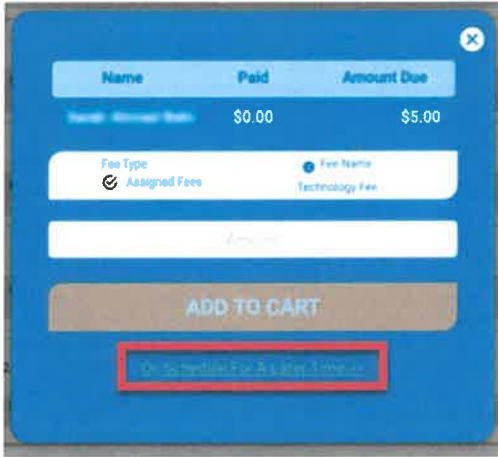 Name Paid Amount Due
$0.00 $5.00
Fee Type Fee Name
Assigned Fees Technology Fee
Amount
ADD TO CART
Or Schedule For A Later Time >>